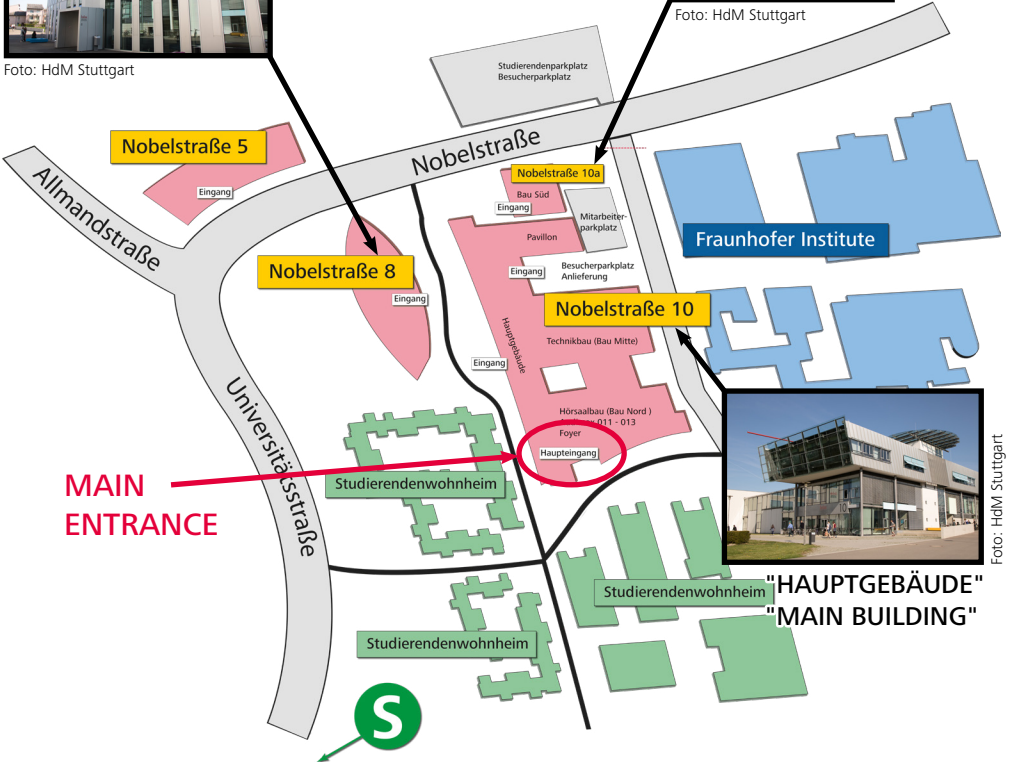 Foto: HdM Stuttgart
Foto: HdM Stuttgart
Studierendenparkplatz
Besucherparkplatz
Nobelstraße 5
Eingang
Nobelstraße
Allmandstraße
Nobelstraße 10a
Bau Süd
Eingang
Mitarbeiter-
parkplatz
Pavillon
Fraunhofer Institute
Nobelstraße 8
Eingang
Eingang
Besucherparkplatz
Anlieferung
Nobelstraße 10
Hauptgebäude
Technikbau (Bau Mitte)
Eingang
Universitätsstraße
Hörsaalbau (Bau Nord )
011 - 013
Foyer
Haupteingang
MAIN
ENTRANCE
Studierendenwohnheim
Foto: HdM Stuttgart
"HAUPTGEBÄUDE"
"MAIN BUILDING"
Studierendenwohnheim
Studierendenwohnheim
S